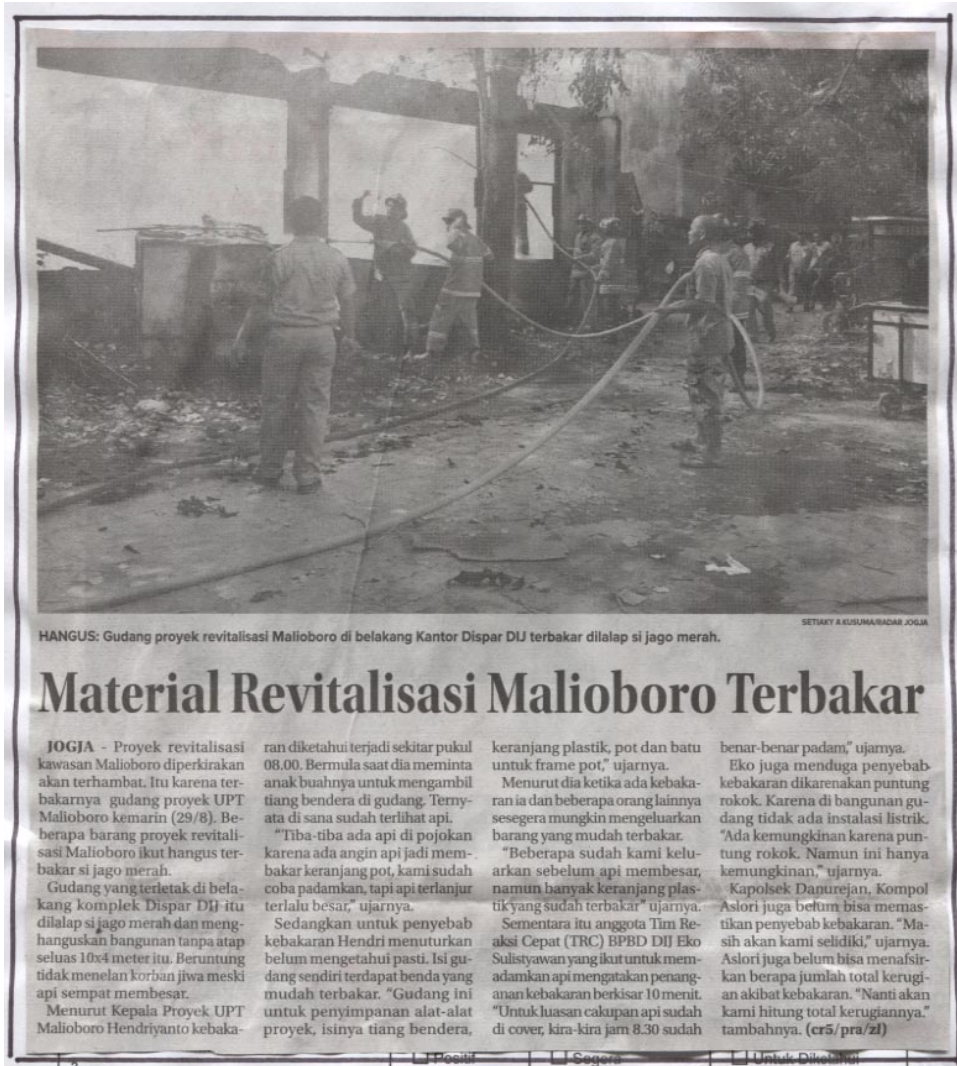 SETIAKY A KUSUMA/RADAR JOGJA
HANGUS: Gudang proyek revitalisasi Malioboro di belakang Kantor Dispar DIJ terbakar dilalap si jago merah.
Material Revitalisasi Malioboro Terbakar
JOGJA - Proyek revitalisasi
kawasan Malioboro diperkirakan
akan terhambat. Itu karena ter-
bakarnya gudang proyek UPT
Malioboro kemarin (29/8). Be-
berapa barang proyek revitali-
sasi Malioboro ikut hangus ter-
bakar si jago merah.
Gudang yang terletak di bela-
kang komplek Dispar DIJ itu
dilalap si jago merah dan meng-
hanguskan bangunan tanpa atap
seluas 10x4 meter itu. Beruntung
tidak menelan korban jiwa meski
api sempat membesar.
Menurut Kepala Proyek UPT
Malioboro Hendriyanto kebaka-
ran diketahui terjadi sekitar pukul
08.00. Bermula saat dia meminta
anak buahnya untuk mengambil
tiang bendera di gudang. Terny-
ata di sana sudah terlihat api.
"Tiba-tiba ada api di pojokan
karena ada angin api jadi mem-
bakar keranjang pot, kami sudah
coba padamkan, tapi api terlanjur
terlalu besar," ujarnya.
Sedangkan untuk penyebab
kebakaran Hendri menuturkan
belum mengetahui pasti. Isi gu-
dang sendiri terdapat benda yang
mudah terbakar. "Gudang ini
untuk penyimpanan alat-alat
proyek, isinya tiang bendera,
keranjang plastik, pot dan batu
untuk frame pot," ujarnya.
Menurut dia ketika ada kebaka-
ran ia dan beberapa orang lainnya
sesegera mungkin mengeluarkan
barang yang mudah terbakar.
"Beberapa sudah kami kelu-
arkan sebelum api membesar,
namun banyak keranjang plas-
tik yang sudah terbakar" ujarnya.
Sementara itu anggota Tim Re-
aksi Cepat (TRC) BPBD DIJ Eko
Sulistyawan yang ikut untuk mem-
adamkan api mengatakan penang-
anan kebakaran berkisar 10 menit.
"Untuk luasan cakupan api sudah
di cover, kira-kira jam 8.30 sudah
benar-benar padam," ujarnya.
Eko juga menduga penyebab
kebakaran dikarenakan puntung
rokok. Karena di bangunan gu-
dang tidak ada instalasi listrik.
"Ada kemungkinan karena pun-
tung rokok. Namun ini hanya
kemungkinan," ujarnya.
Kapolsek Danurejan, Kompol
Aslori juga belum bisa memas-
tikan penyebab kebakaran. "Ma-
sih akan kami selidiki," ujarnya.
Aslori juga belum bisa menafsir-
kan berapa jumlah total kerugi-
an akibat kebakaran. "Nanti akan
kami hitung total kerugiannya."
tambahnya. (cr5/pra/zl)
Positif
Segera
Untuk Diketahui